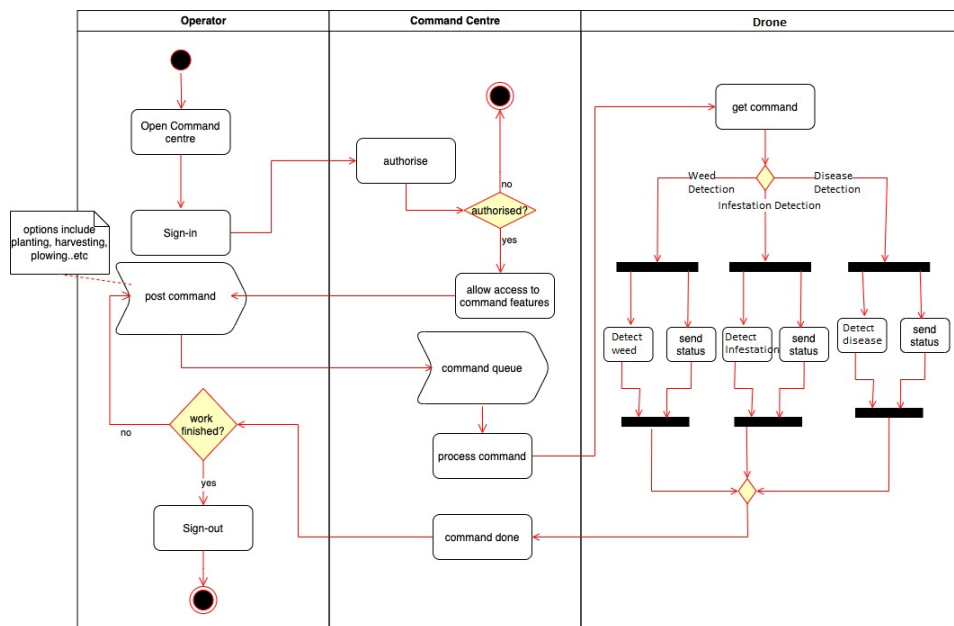 Operator
Command Centre
Drone
Open Command
centre
Sign-in
options include
planting, harvesting,
plowing..etc
post command
work
finished?
no
yes
Sign-out
authorise
no
authorised?
yes
allow access to
command features
command queue
process command
command done
get command
Weed
Detection
Infestation Detection
Disease
Detection
Detect
weed
send
status
Detect
Infestation
send
status
Detect
disease
send
status